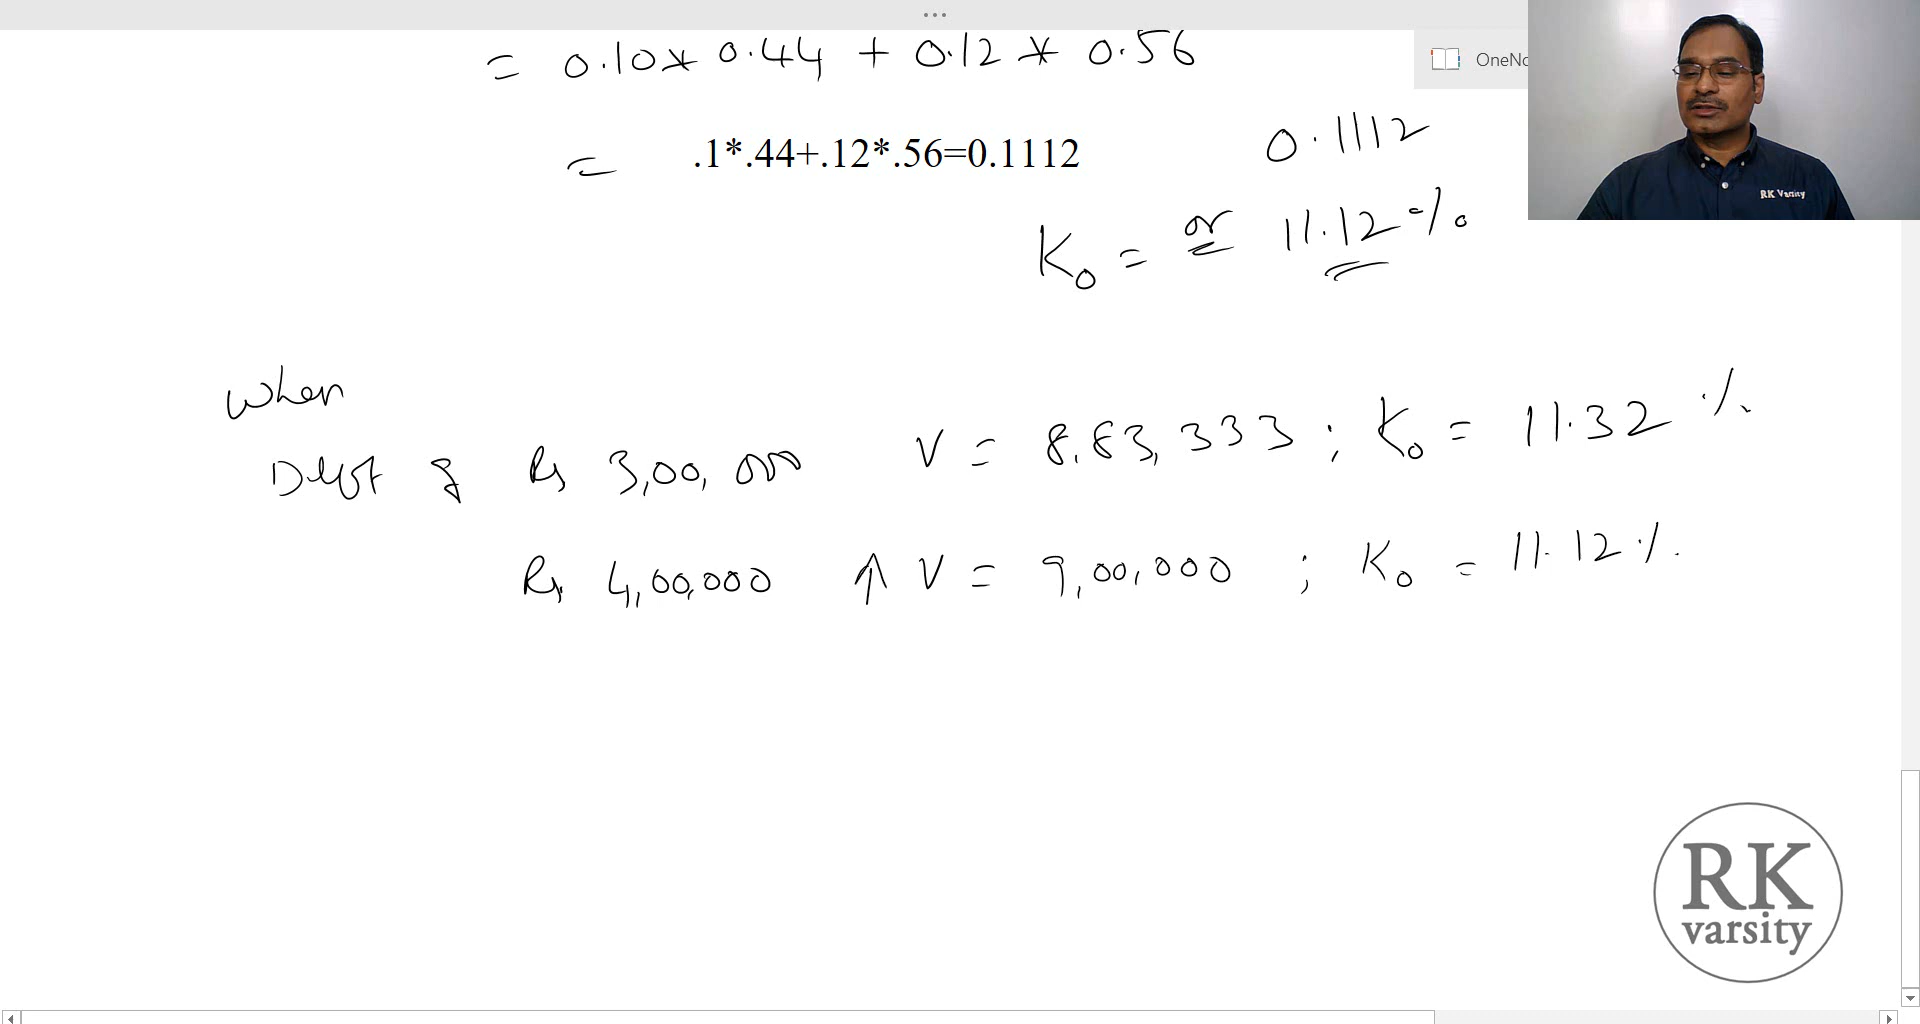 ...
= 0.10* 0.44 + 0.12 * 0.56
OneNo
= .1*.44+.12*.56=0.1112
0.1112
K0 = or 11.12 %
RK Varsity
When
Debt of Rs 3,00,000 V = 8,83,333 ; K0 = 11.32 %
Rs 4,00,000 ↑ V = 9,00,000 ; K0 = 11.12 %
RK
varsity